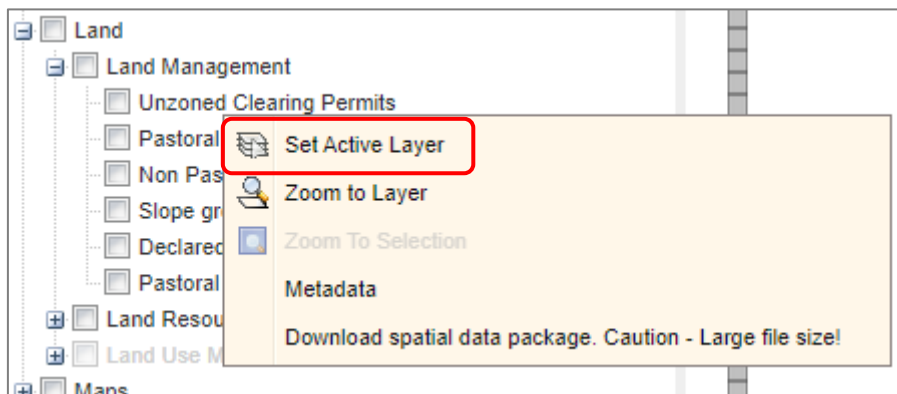 Land
Land Management
Unzoned Clearing Permits
Pastoral
Set Active Layer
Non Pas
Zoom to Layer
Slope gr
Declared
Zoom To Selection
Pastoral
Metadata
Land Resou
Download spatial data package. Caution - Large file size!
Land Use M
Maps